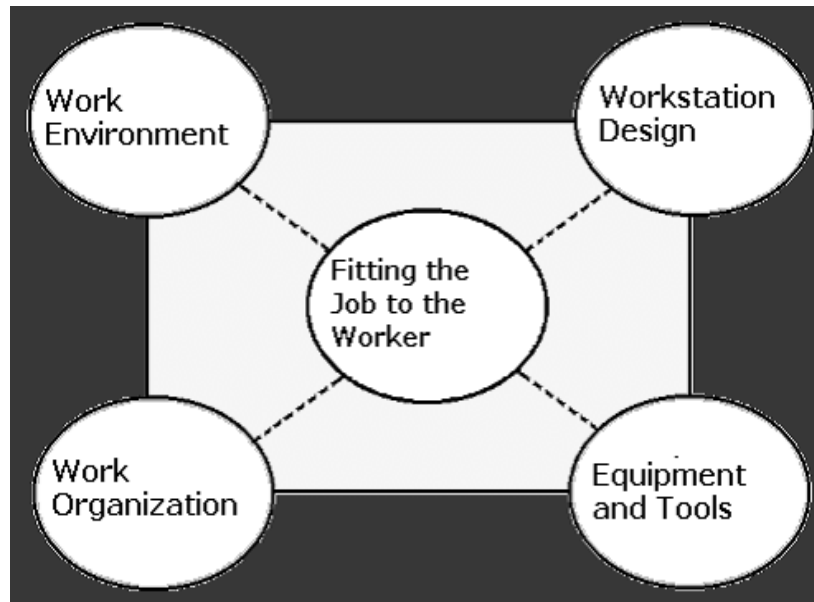 Work
Environment
Workstation
Design
Fitting the
Job to the
Worker
Work
Organization
Equipment
and Tools